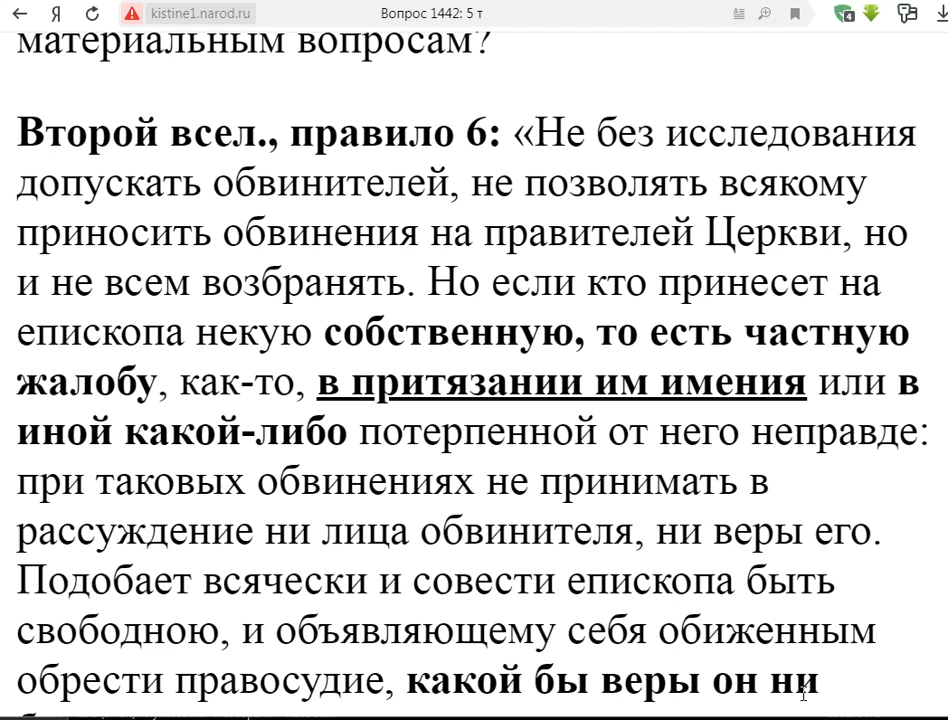 Я kistine1.narod.ru Вопрос 1442: 5 т 4
материальным вопросам?
Второй всел., правило 6: «Не без исследования
допускать обвинителей, не позволять всякому
приносить обвинения на правителей Церкви, но
и не всем возбранять. Но если кто принесет на
епископа некую собственную, то есть частную
жалобу, как-то, в притязании им имения или в
иной какой-либо потерпенной от него неправде:
при таковых обвинениях не принимать в
рассуждение ни лица обвинителя, ни веры его.
Подобает всячески и совести епископа быть
свободною, и объявляющему себя обиженным
обрести правосудие, какой бы веры он ни